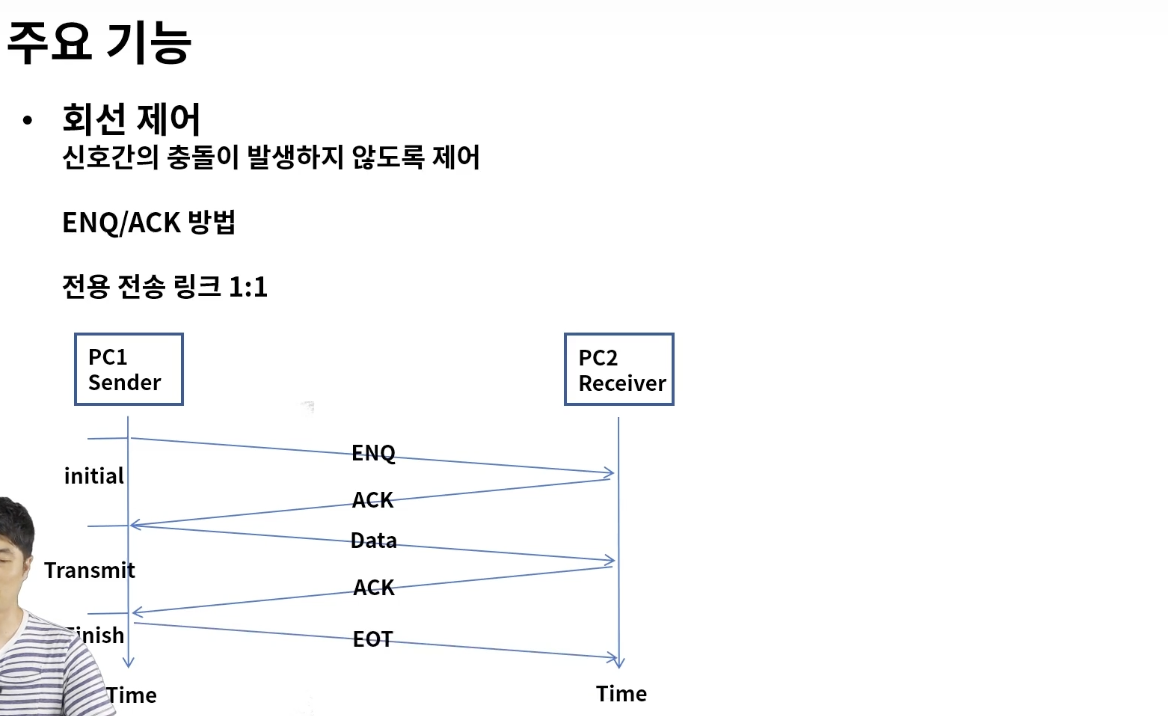 주요 기능
• 회선 제어
신호간의 충돌이 발생하지 않도록 제어
ENQ/ACK 방법
전용 전송 링크 1:1
PC1
Sender
PC2
Receiver
ENQ
initial
ACK
Data
Transmit
ACK
Finish
EOT
Time
Time